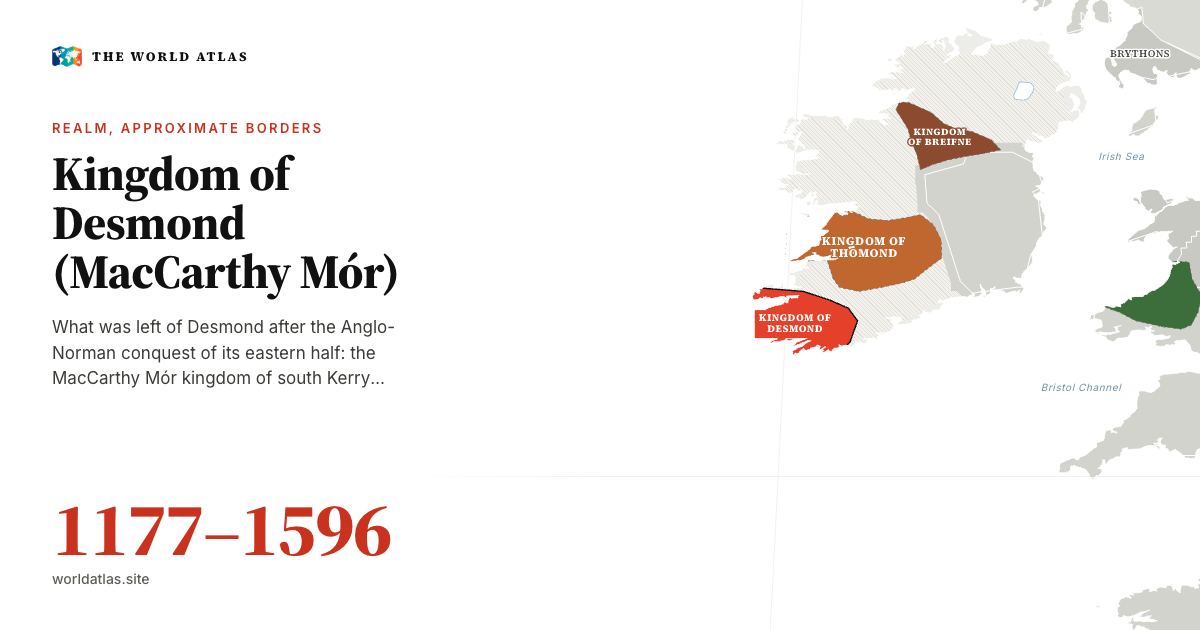 THE WORLD ATLAS
REALM, APPROXIMATE BORDERS
Kingdom of
Desmond
(MacCarthy Mór)
What was left of Desmond after the Anglo-
Norman conquest of its eastern half: the
MacCarthy Mór kingdom of south Kerry…
1177–1596
worldatlas.site
BRYTHONS
KINGDOM
OF BREIFNE
Irish Sea
KINGDOM OF
THOMOND
KINGDOM OF
DESMOND
Bristol Channel